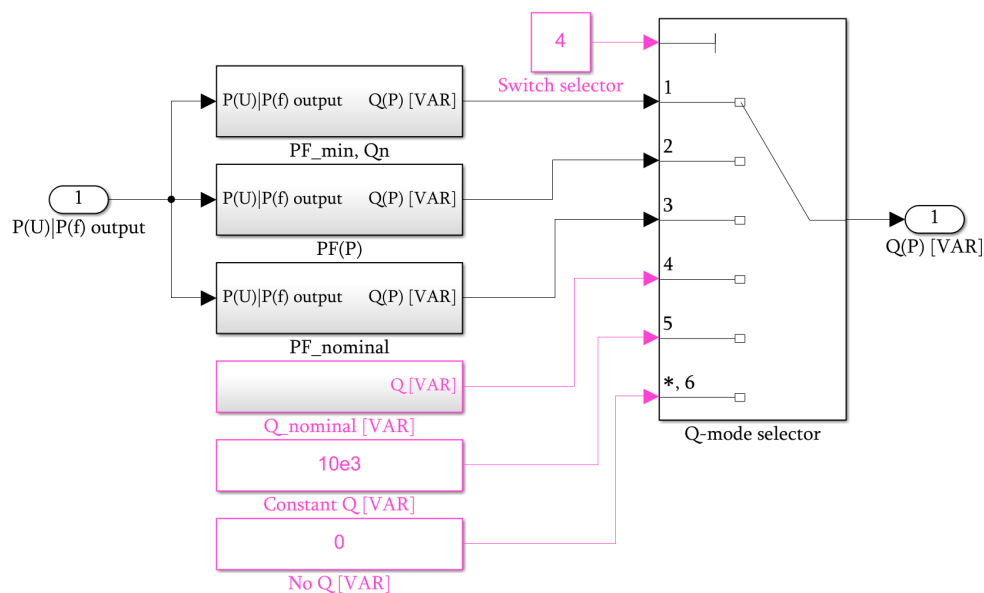 4
Switch selector
P(U)|P(f) output Q(P) [VAR]
PF_min, Qn
1
P(U)|P(f) output
P(U)|P(f) output Q(P) [VAR]
PF(P)
P(U)|P(f) output Q(P) [VAR]
PF_nominal
Q [VAR]
Q_nominal [VAR]
10e3
Constant Q [VAR]
0
No Q [VAR]
1
2
3
4
5
*, 6
Q-mode selector
1
Q(P) [VAR]